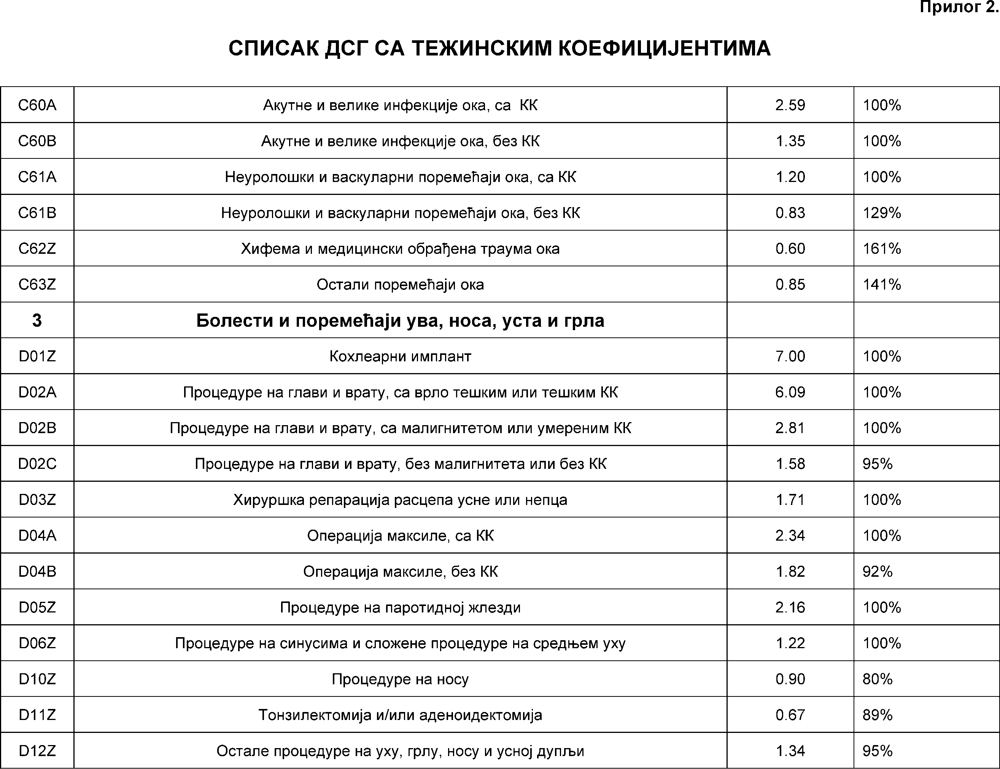 Прилог 2.
СПИСАК ДСГ СА ТЕЖИНСКИМ КОЕФИЦИЈЕНТИМА
C60A Акутне и велике инфекције ока, са КК 2.59 100%
C60B Акутне и велике инфекције ока, без КК 1.35 100%
C61A Неуролошки и васкуларни поремећаји ока, са КК 1.20 100%
C61B Неуролошки и васкуларни поремећаји ока, без КК 0.83 129%
C62Z Хифема и медицински обрађена траума ока 0.60 161%
C63Z Остали поремећаји ока 0.85 141%
3 Болести и поремећаји ува, носа, уста и грла
D01Z Кохлеарни имплант 7.00 100%
D02A Процедуре на глави и врату, са врло тешким или тешким КК 6.09 100%
D02B Процедуре на глави и врату, са малигнитетом или умереним КК 2.81 100%
D02C Процедуре на глави и врату, без малигнитета или без КК 1.58 95%
D03Z Хируршка репарација расцепа усне или непца 1.71 100%
D04A Операција максиле, са КК 2.34 100%
D04B Операција максиле, без КК 1.82 92%
D05Z Процедуре на паротидној жлезди 2.16 100%
D06Z Процедуре на синусима и сложене процедуре на средњем уху 1.22 100%
D10Z Процедуре на носу 0.90 80%
D11Z Тонзилектомија и/или аденоидектомија 0.67 89%
D12Z Остале процедуре на уху, грлу, носу и усној дупљи 1.34 95%